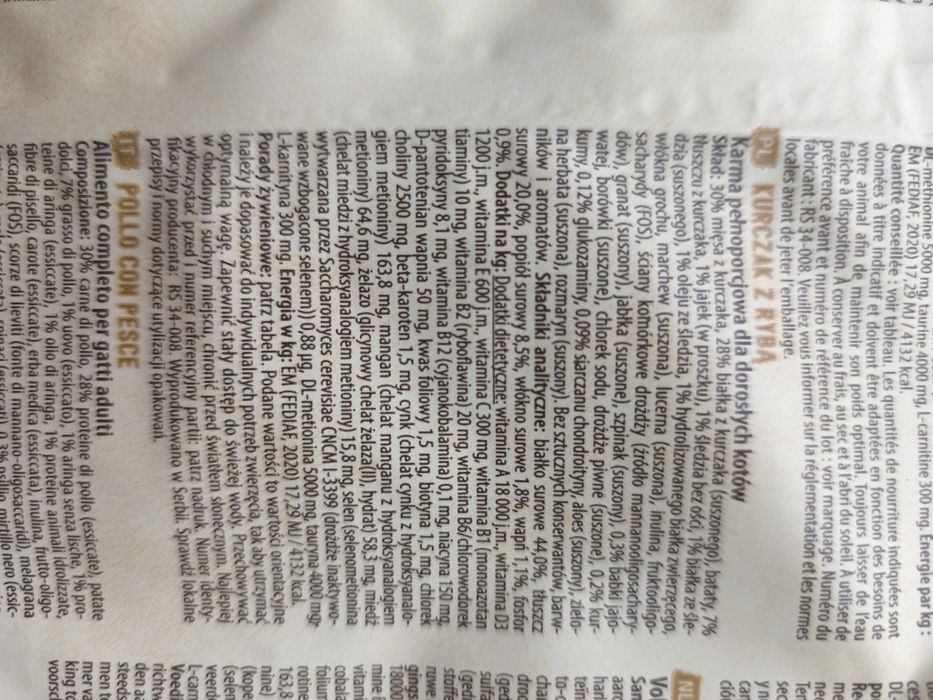 DL-méthionine 5000 mg, taurine 4000 mg, L-carnitine 300 mg. Energie par kg:
EM (FEDIAF, 2020) 17,29 MJ / 4132 kcal.
Quantité conseillée : voir tableau. Les quantités de nourriture indiquées sont
données à titre indicatif et doivent être adaptées en fonction des besoins de
votre animal afin de maintenir son poids optimal. Toujours laisser de l'eau
fraîche à disposition. À conserver au frais, au sec et à l'abri du soleil. À utiliser de
préférence avant et numéro de référence du lot : voir marquage. Numéro du
fabricant : RS 34-008. Veuillez vous informer sur la réglementation et les normes
locales avant de jeter l'emballage.
PL KURCZAK Z RYBĄ
Karma pełnoporcjowa dla dorosłych kotów
Skład: 30% mięsa z kurczaka, 28% białka z kurczaka (suszonego), bataty, 7%
tłuszczu z kurczaka, 1% jajek (w proszku), 1% śledzia bez ości, 1% białka ze śle-
dzia (suszonego), 1% oleju ze śledzia, 1% hydrolizowanego białka zwierzęcego,
włókna grochu, marchew (suszona), lucerna (suszona), inulina, fruktooligo-
sacharydy (FOS), ściany komórkowe drożdży (źródło mannanooligosachary-
dów), granat (suszony), jabłka (suszone), szpinak (suszony), 0,3% babki jajo-
watej, borówki (suszone), chlorek sodu, drożdże piwne (suszone), 0,2% kur-
kumy, 0,12% glukozaminy, 0,09% siarczanu chondroityny, aloes (suszony), zielo-
na herbata (suszona), rozmaryn (suszony). Bez sztucznych konserwantów, barw-
ników i aromatów. Składniki analityczne: białko surowe 44,0%, tłuszcz
surowy 20,0%, popiół surowy 8,5%, włókno surowe 1,8%, wapń 1,1%, fosfor
0,9%. Dodatki na kg: Dodatki dietetyczne: witamina A 18 000 j.m., witamina D3
1200 j.m., witamina E 600 j.m., witamina C 300 mg, witamina B1 (monoazotan
tiaminy) 10 mg, witamina B2 (ryboflawina) 20 mg, witamina B6/chlorowodorek
pyridoksyny 8,1 mg, witamina B12 (cyjanokobalamina) 0,1 mg, niacyna 150 mg,
D-pantotenian wapnia 50 mg, kwas foliowy 1,5 mg, biotyna 1,5 mg, chlorek
choliny 2500 mg, beta-karoten 1,5 mg, cynk (chelat cynku z hydroksyanalo-
giem metioniny) 163,8 mg, mangan (chelat manganu z hydroksyanalogiem
metioniny) 64,6 mg, żelazo (glicynowy chelat żelaza(II), hydrat) 58,3 mg, miedź
(chelat miedzi z hydroksyanalogiem metioniny) 15,8 mg, selen (selenometionina
wytwarzana przez Saccharomyces cerevisiae CNCM I-3399 (drożdże inaktywo-
wane wzbogacone selenem)) 0,88 mg, DL-metionina 5000 mg, tauryna 4000 mg,
L-karnityna 300 mg. Energia w kg: EM (FEDIAF, 2020) 17,29 MJ / 4132 kcal.
Porady żywieniowe: patrz tabela. Podane wartości to wartości orientacyjne
i należy je dopasować do indywidualnych potrzeb zwierzęcia, tak aby utrzymać
optymalną wagę. Zapewnić stały dostęp do świeżej wody. Przechowywać
w chłodnym i suchym miejscu, chronić przed światłem słonecznym. Najlepiej
wykorzystać przed i numer referencyjny partii: patrz nadruk. Numer identy-
fikacyjny producenta: RS 34-008. Wyprodukowano w Serbii. Sprawdź lokalne
przepisy i normy dotyczące utylizacji opakowań.
IT POLLO CON PESCE
Alimento completo per gatti adulti
Composizione: 30% carne di pollo, 28% proteine di pollo (essiccate), patate
dolci, 7% grasso di pollo, 1% uovo (essiccato), 1% aringa senza lische, 1% pro-
teine di aringa (essiccate), 1% olio di aringa, 1% proteine animali idrolizzate,
fibre di pisello, carote (essiccate), erba medica (essiccata), inulina, frutto-oligo-
saccaridi (FOS), scorze di lieviti (fonte di mannano-oligosaccaridi), melagrana
NL